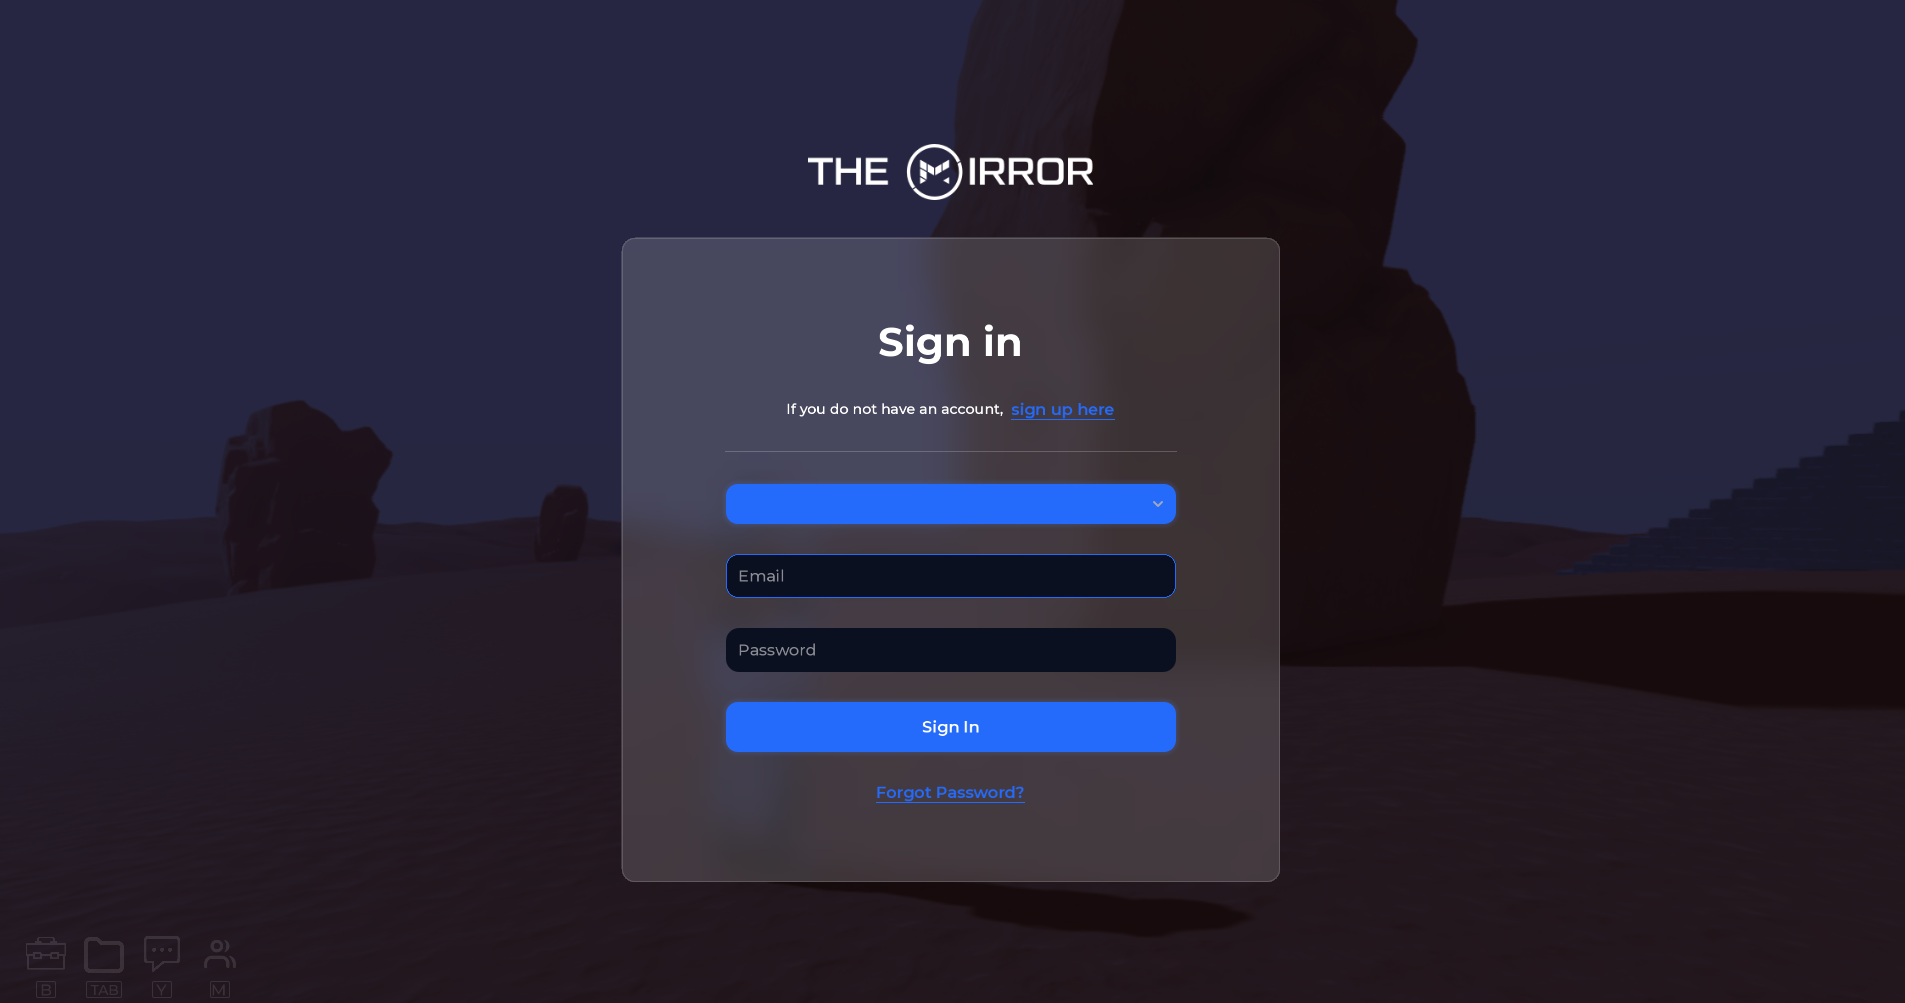 THE MIRROR
Sign in
If you do not have an account, sign up here
Email
Password
Sign In
Forgot Password?
B TAB Y M